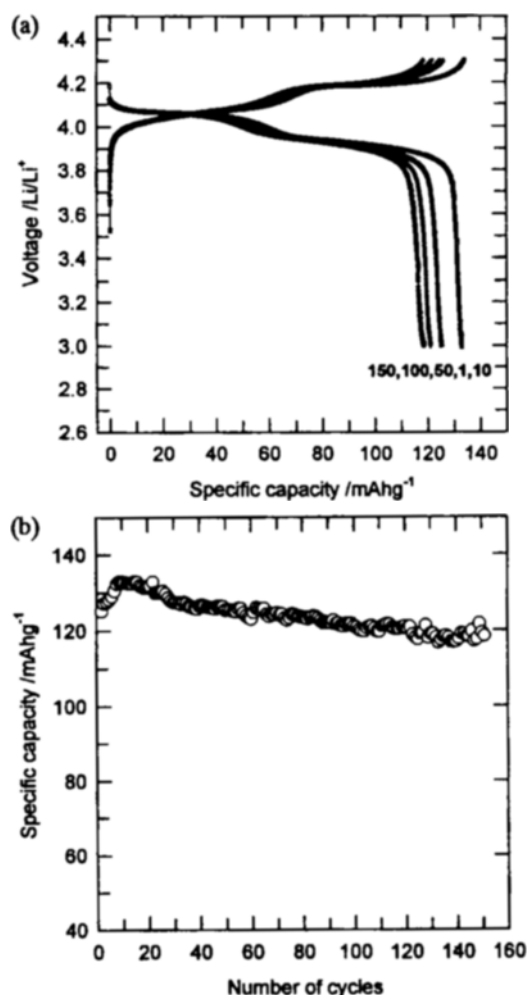 (a)
4.4
4.2
4.0
3.8
3.6
3.4
3.2
3.0
2.8
2.6
Voltage /Li/Li⁺
150,100,50,1,10
0 20 40 60 80 100 120 140
Specific capacity /mAhg⁻¹
(b)
140
120
100
80
60
40
Specific capacity /mAhg⁻¹
0 20 40 60 80 100 120 140 160
Number of cycles